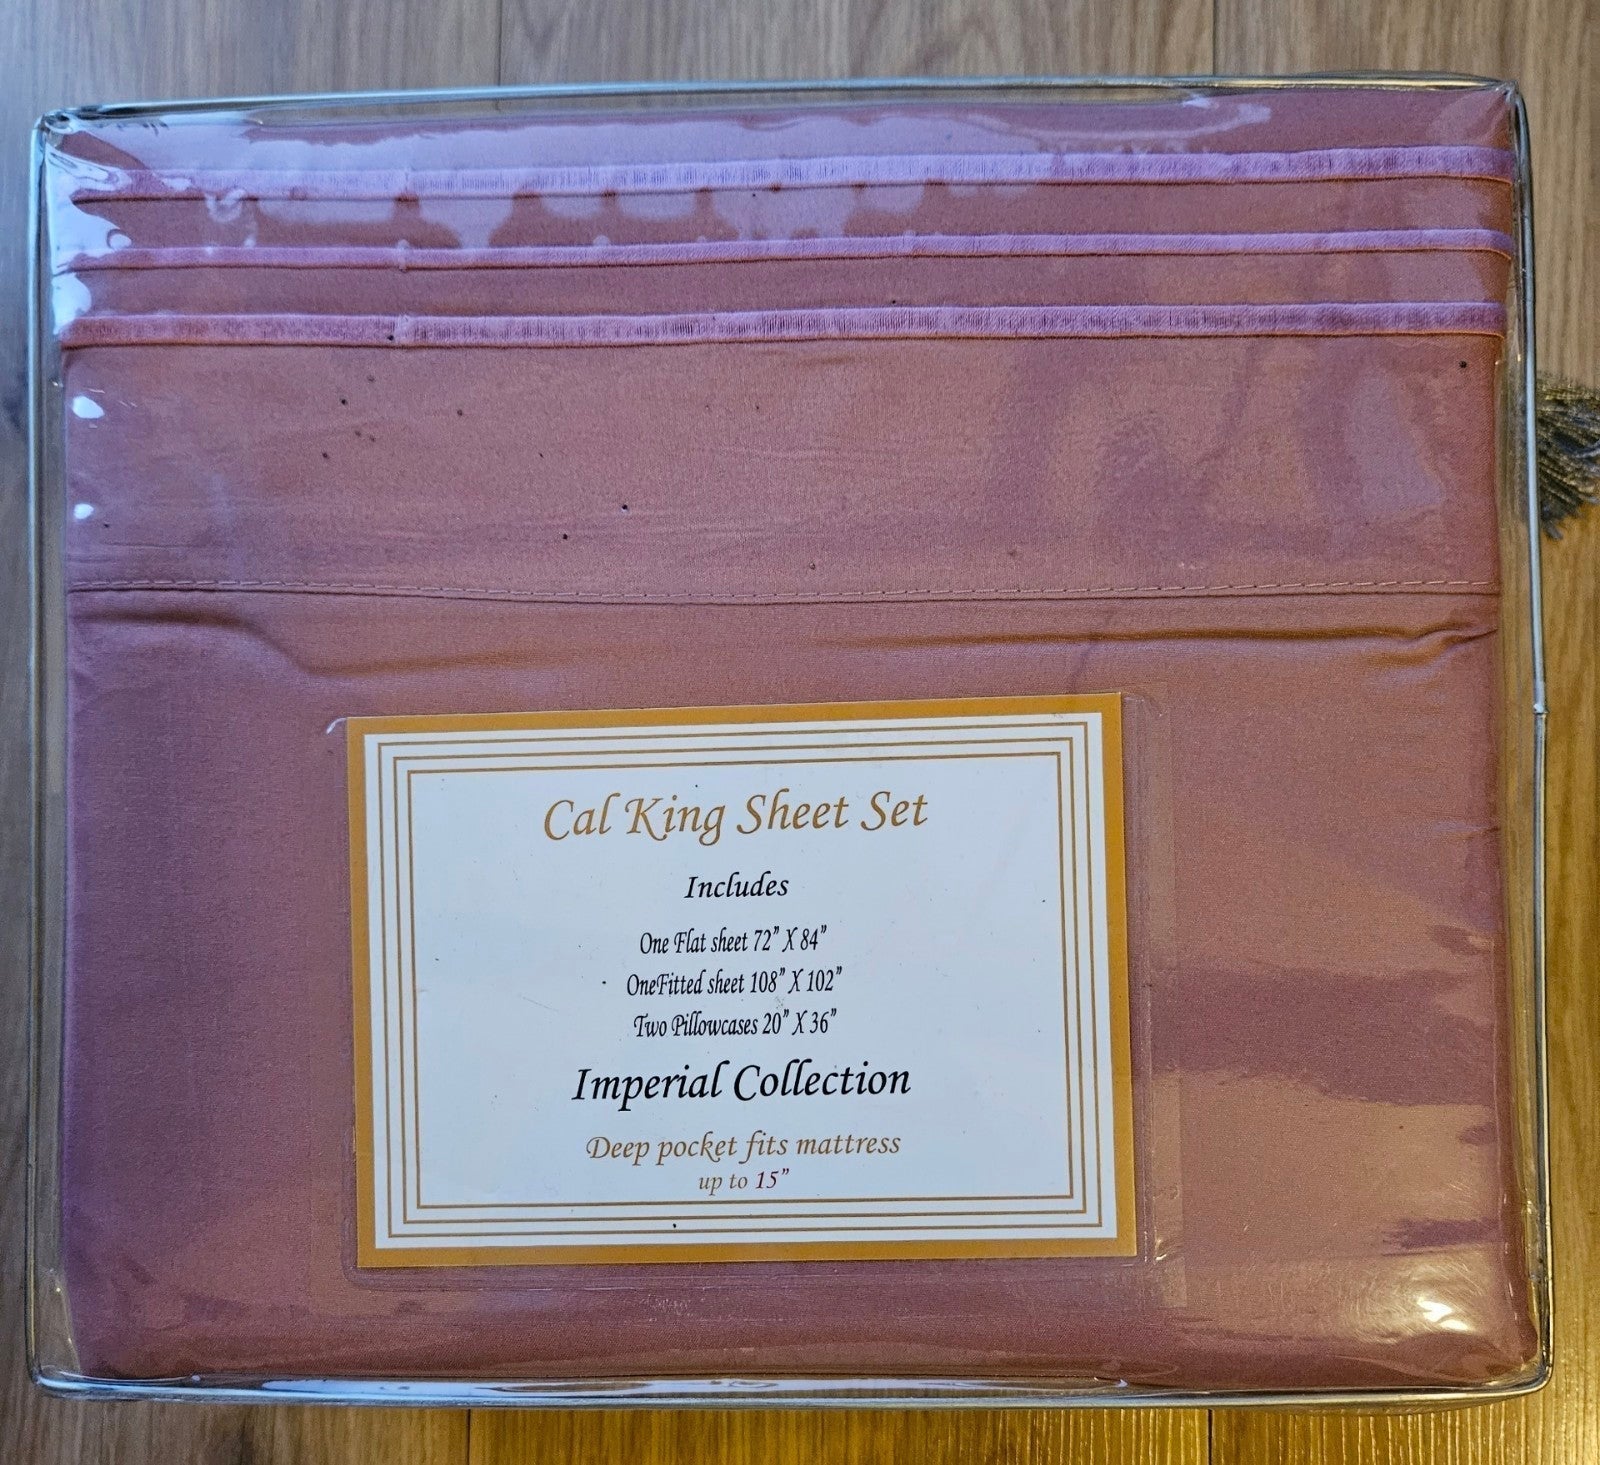 Cal King Sheet Set
Includes
One Flat sheet 72" X 84"
OneFitted sheet 108" X 102"
Two Pillowcases 20" X 36"
Imperial Collection
Deep pocket fits mattress
up to 15"